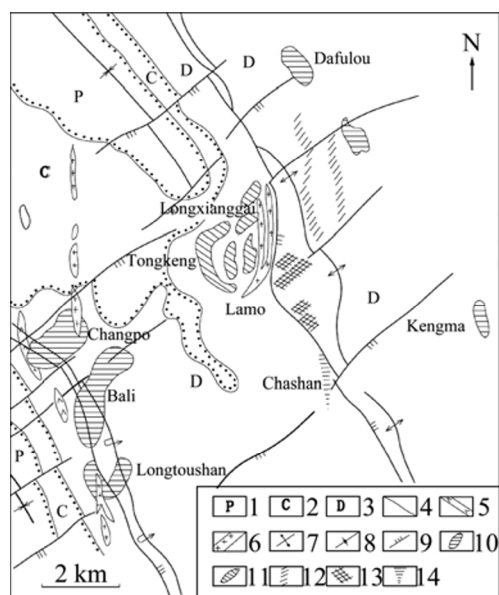 Dafulou
N
P
C
D
D
C
Longxianggai
Tongkeng
Lamo
D
Kengma
Changpo
D
Chashan
Bali
P
Longtoushan
C
2 km
P 1 C 2 D 3 4 5
6 7 8 9 10
11 12 13 14